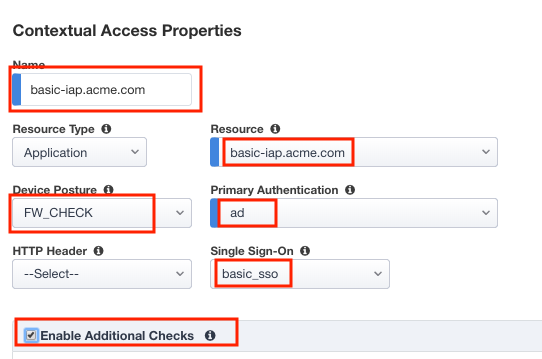 Contextual Access Properties
Name
basic-iap.acme.com
Resource Type Resource
Application basic-iap.acme.com
Device Posture Primary Authentication
FW_CHECK ad
HTTP Header Single Sign-On
--Select-- basic_sso
Enable Additional Checks